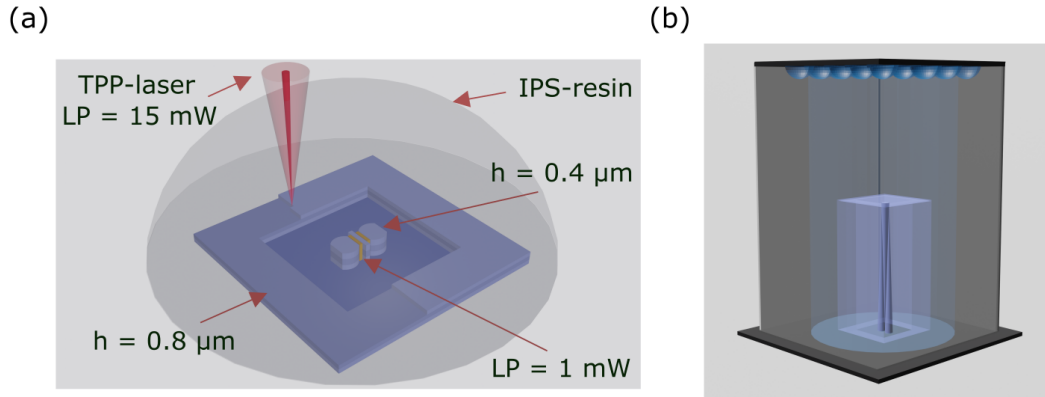 (a)
(b)
TPP-laser
LP = 15 mW
IPS-resin
h = 0.4 μm
h = 0.8 μm
LP = 1 mW